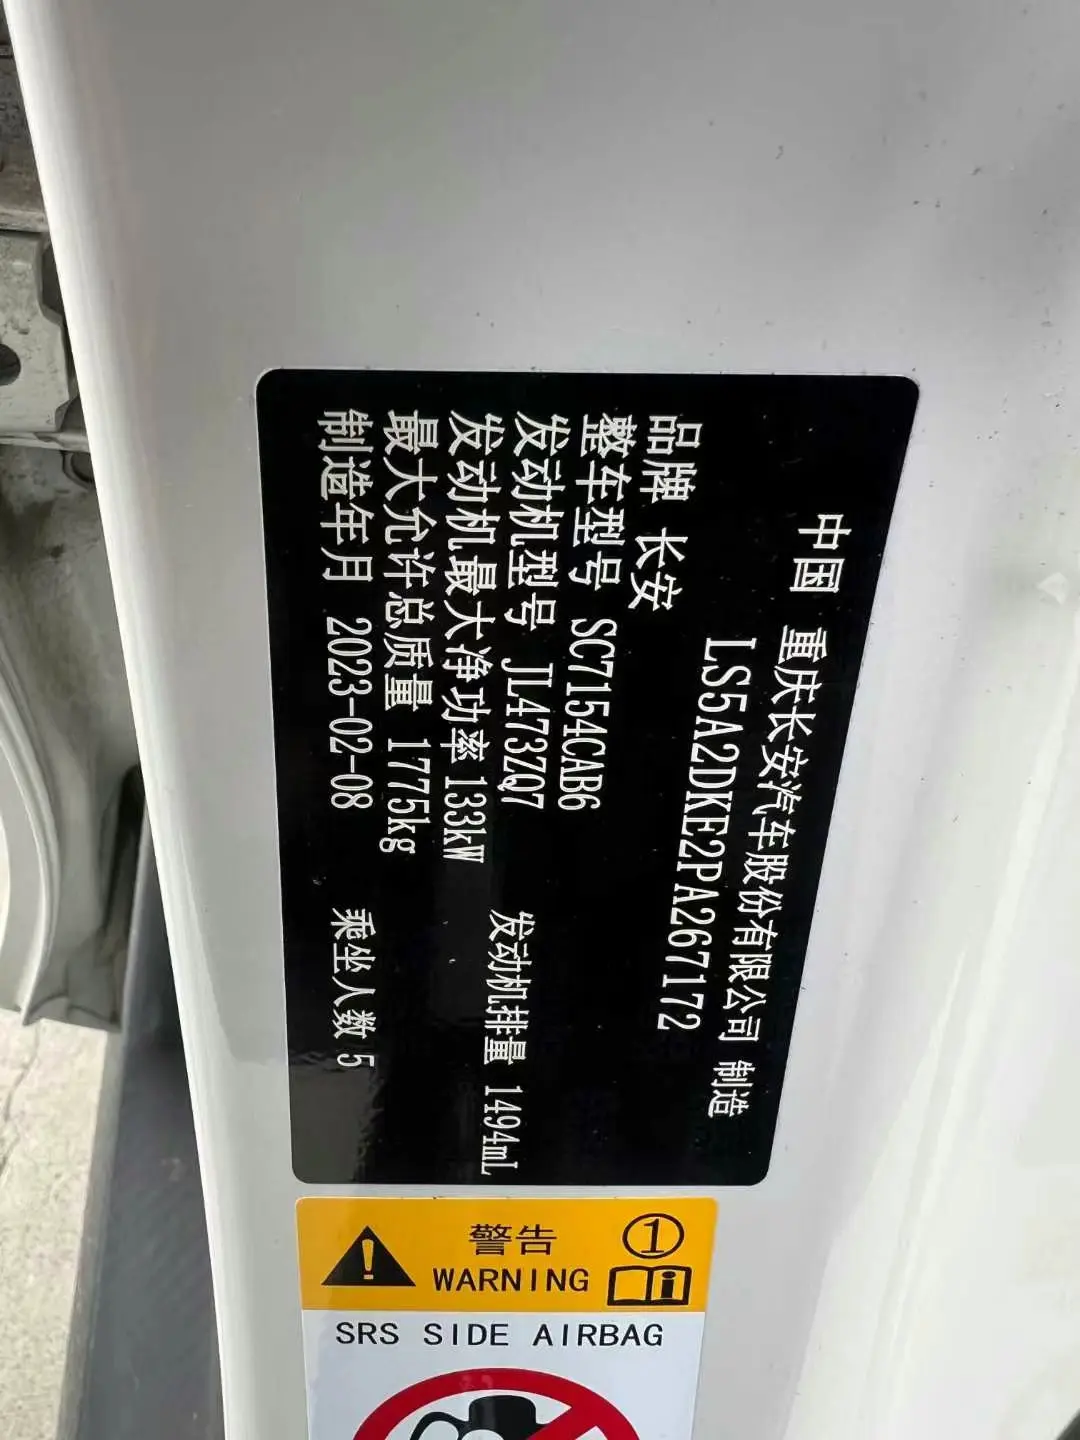 中国 重庆长安汽车股份有限公司 制造
LS5A2DKE2PA267172
品牌 长安
整车型号 SC7154CAB6
发动机型号 JL473ZQ7 发动机排量 1494mL
发动机最大净功率 133kW
最大允许总质量 1775kg
制造年月 2023-02-08 乘坐人数 5
警告 1
WARNING i
SRS SIDE AIRBAG